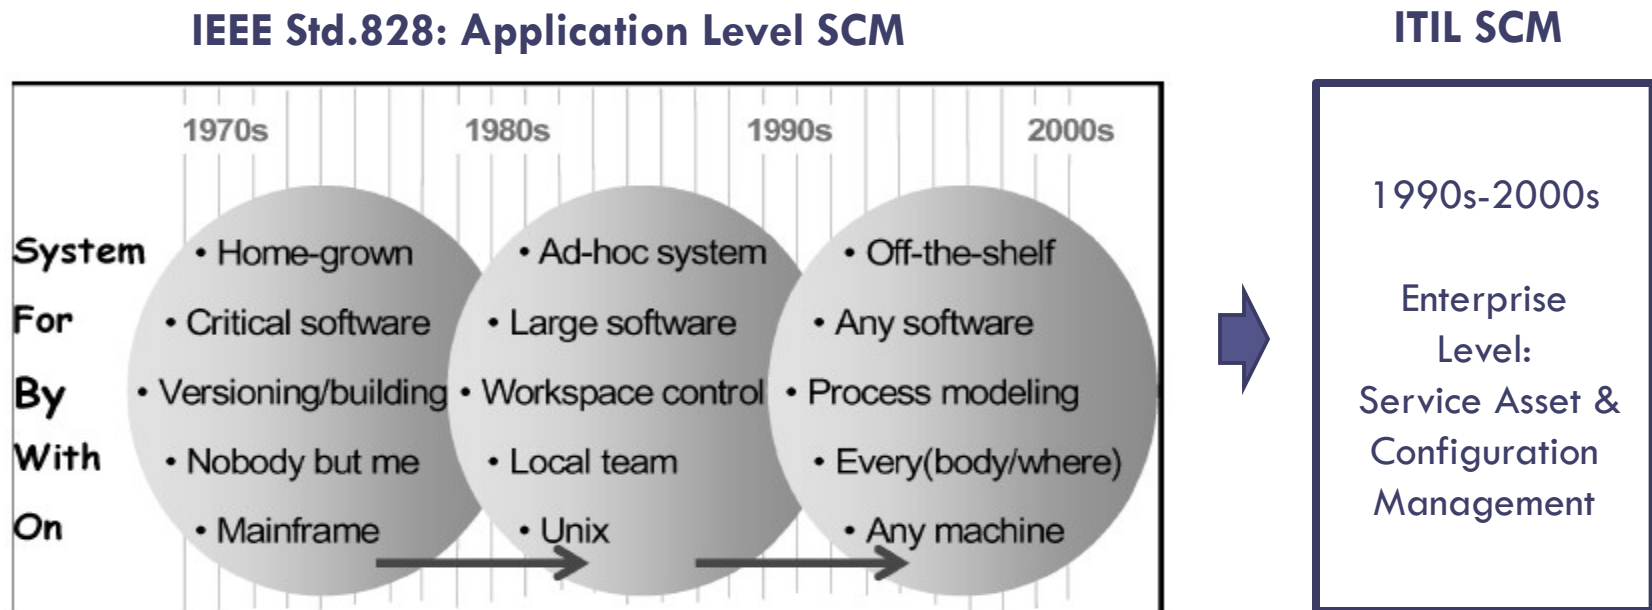 IEEE Std.828: Application Level SCM
ITIL SCM
1970s 1980s 1990s 2000s
System • Home-grown • Ad-hoc system • Off-the-shelf
For • Critical software • Large software • Any software
By • Versioning/building • Workspace control • Process modeling
With • Nobody but me • Local team • Every(body/where)
On • Mainframe • Unix • Any machine
1990s-2000s
Enterprise
Level:
Service Asset &
Configuration
Management